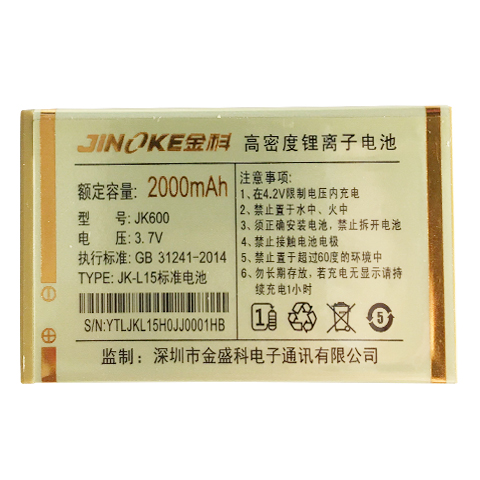 JINOKE金科 高密度锂离子电池
额定容量: 2000mAh
型 号: JK600
电 压: 3.7V
执行标准: GB 31241-2014
TYPE: JK-L15标准电池
S/N:YTLJKL15H0JJ0001HB
注意事项:
1、在4.2V限制电压内充电
2、禁止置于水中、火中
3、须正确安装电池，禁止拆开电池
4、禁止接触电池电极
5、禁止置于超过60度的环境中
6、勿长期存放，若充电无显示请持
续充电1小时
1
5
监制: 深圳市金盛科电子通讯有限公司